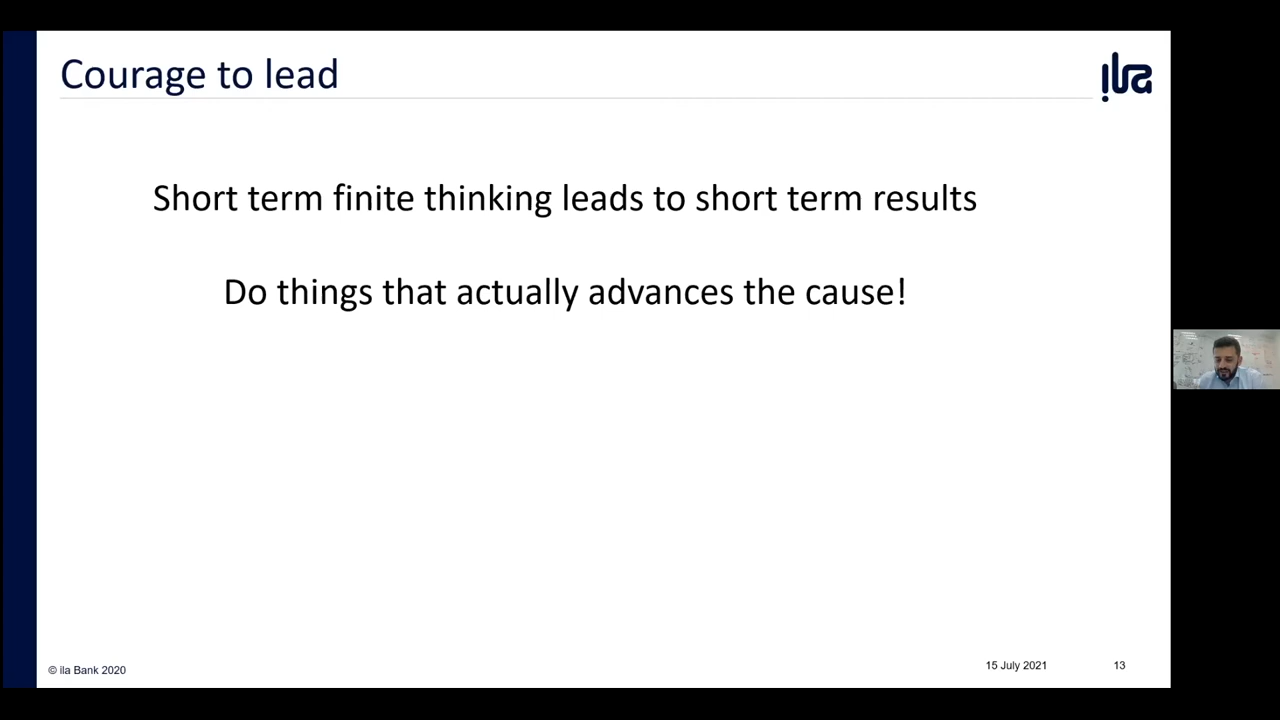 Courage to lead
ila
Short term finite thinking leads to short term results
Do things that actually advances the cause!
© ila Bank 2020
15 July 2021
13